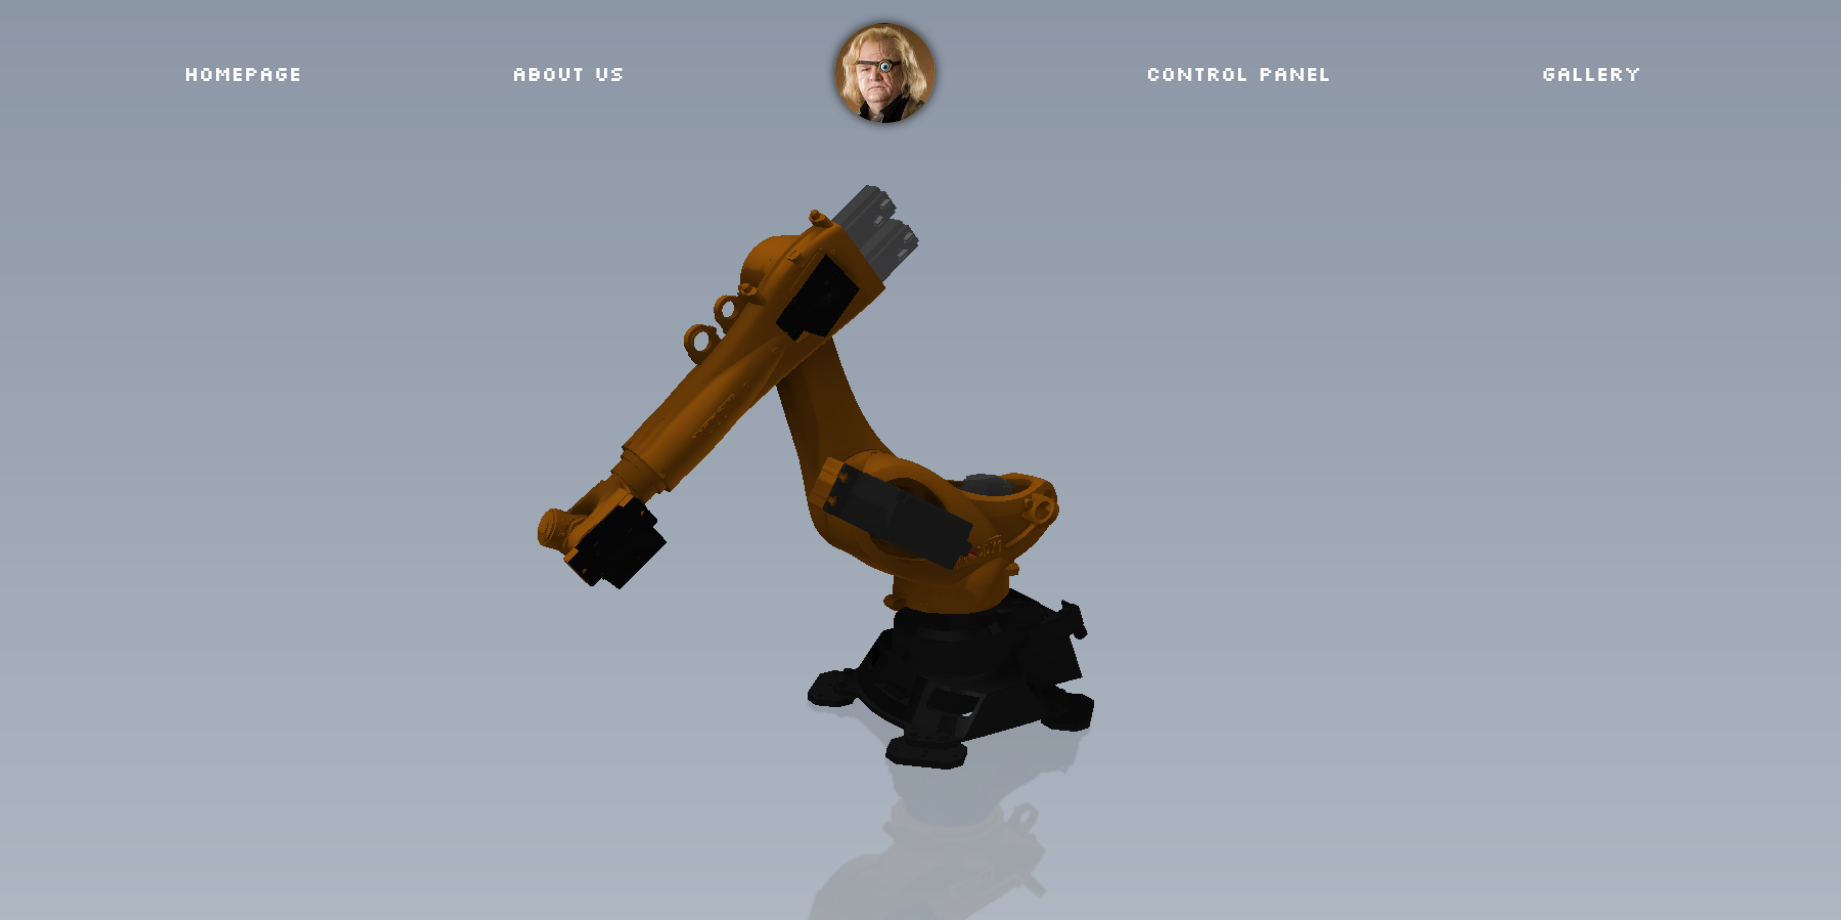 HOMEPAGE
ABOUT US
CONTROL PANEL
GALLERY